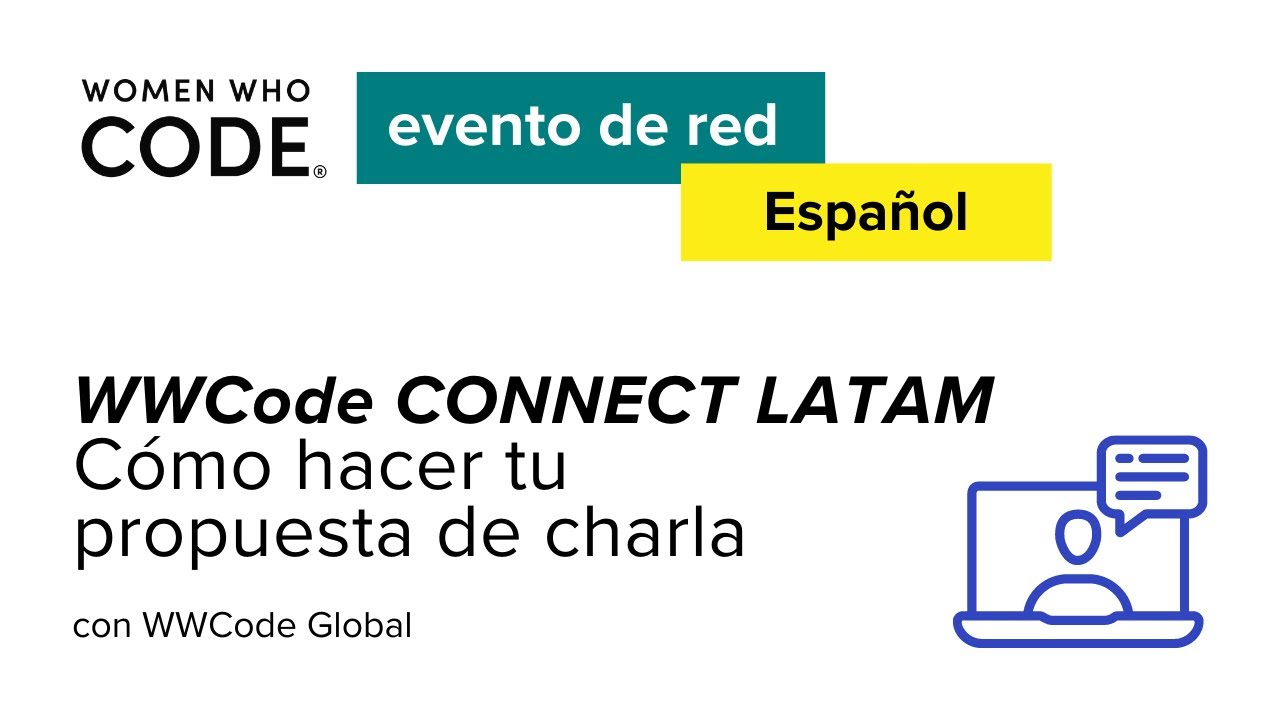 WOMEN WHO
CODE®
evento de red
Español
WWCode CONNECT LATAM
Cómo hacer tu
propuesta de charla
con WWCode Global